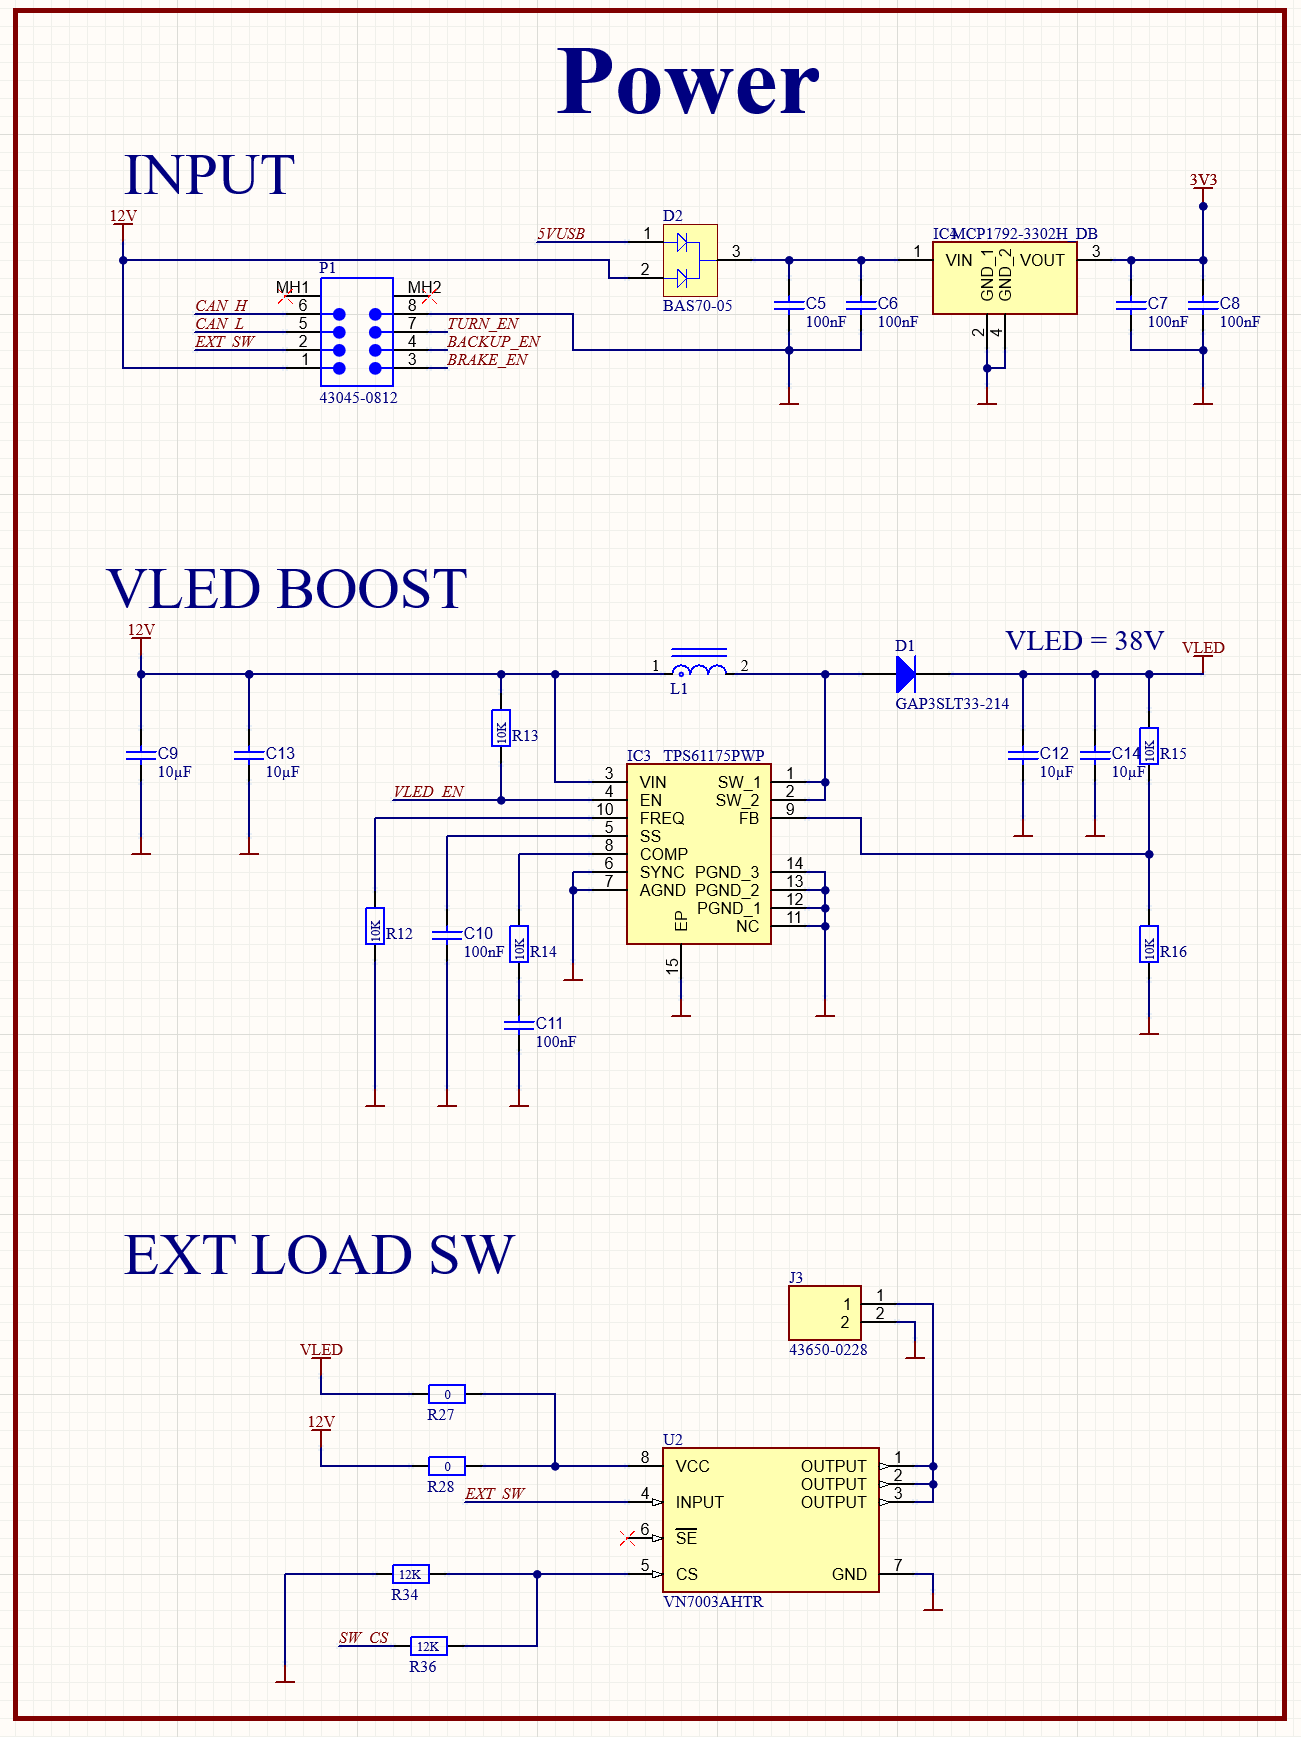 Power
INPUT
12V
P1
MH1
MH2
CAN_H 6
CAN_L 5
EXT_SW 2
1
8
7 TURN_EN
4 BACKUP_EN
3 BRAKE_EN
43045-0812
5VUSB
D2
1
2
3
BAS70-05
C5
100nF
C6
100nF
MCP1792-3302H_DB
1 VIN
GND_1
GND_2
VOUT 3
2
4
3V3
C7
100nF
C8
100nF
VLED BOOST
12V
C9
10µF
C13
10µF
R13
10K
VLED_EN
1 2
L1
D1
GAP3SLT33-214
VLED = 38V
VLED
IC3 TPS61175PWP
3 VIN SW_1 1
4 EN SW_2 2
10 FREQ FB 9
5 SS
8 COMP
6 SYNC PGND_3 14
7 AGND PGND_2 13
PGND_1 12
NC 11
EP
15
R12
10K
C10
100nF
R14
10K
C11
100nF
C12
10µF
C14
10µF
R15
10K
R16
10K
EXT LOAD SW
J3
1 1
2 2
43650-0228
VLED
0
R27
12V
0
R28
EXT_SW
U2
8 VCC OUTPUT 1
OUTPUT 2
4 INPUT OUTPUT 3
6 SE
5 CS GND 7
VN7003AHTR
12K
R34
SW_CS
12K
R36